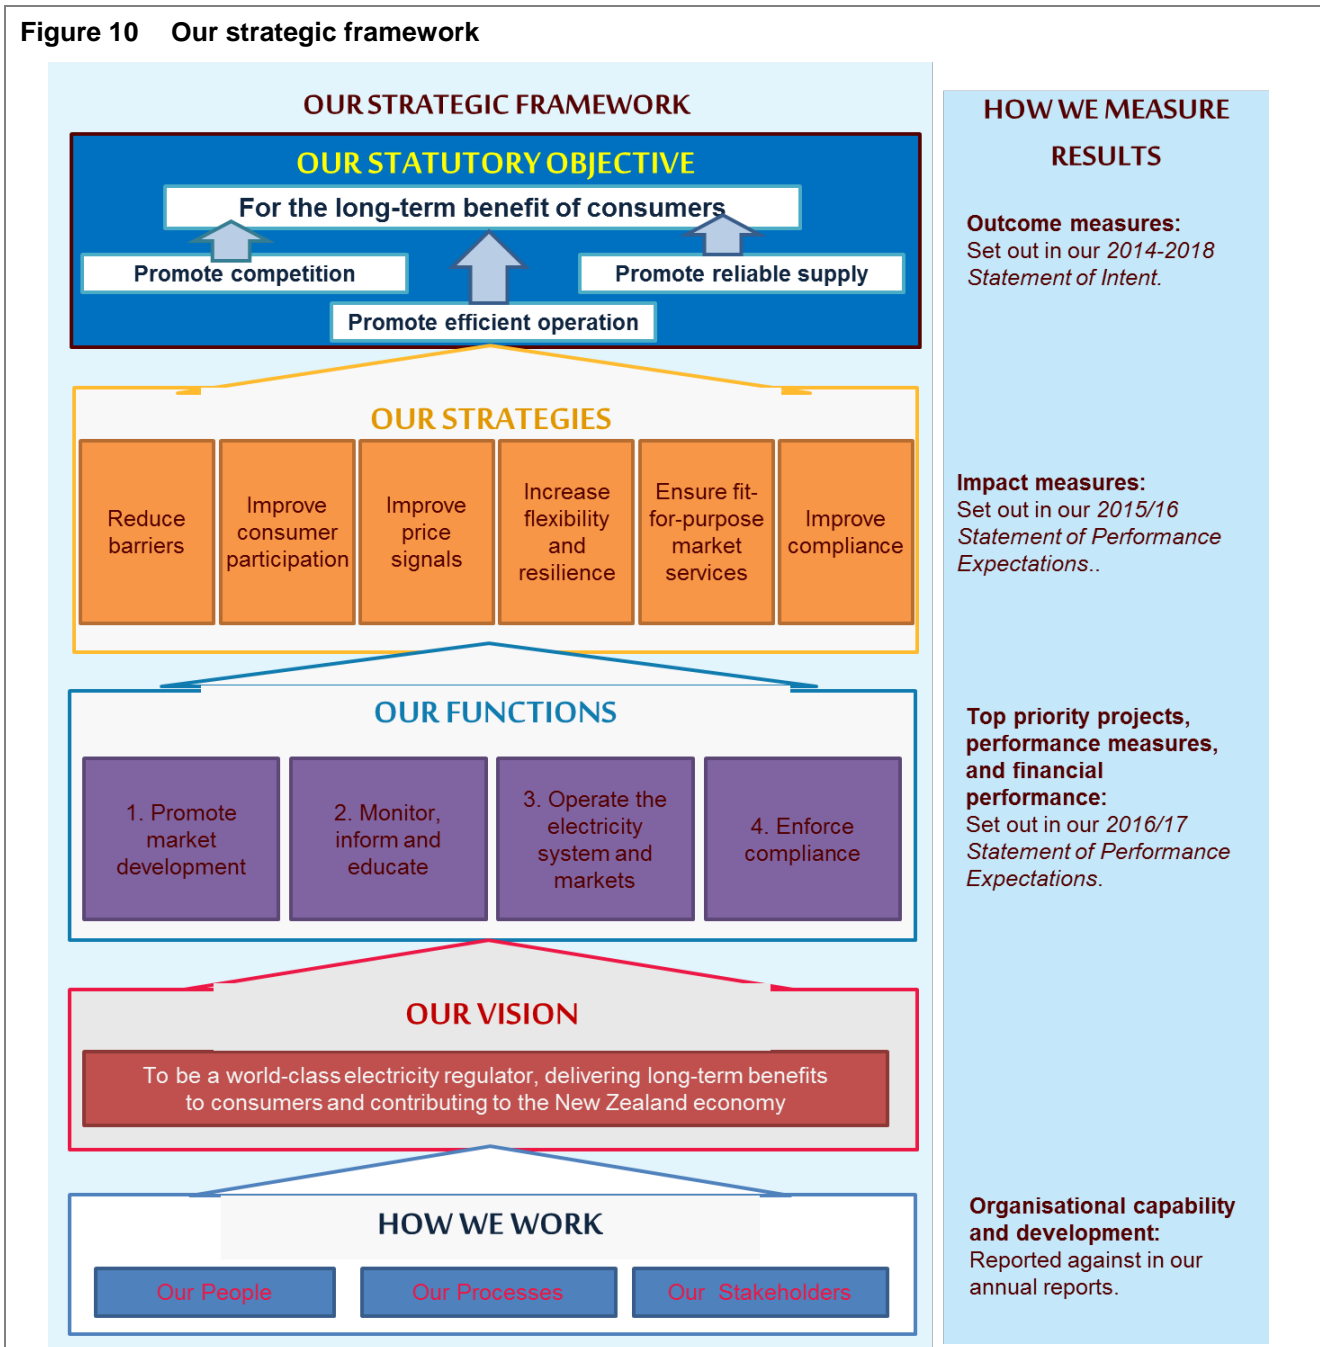 Figure 10 Our strategic framework
OUR STRATEGIC FRAMEWORK
OUR STATUTORY OBJECTIVE
For the long-term benefit of consumers
Promote competition
Promote reliable supply
Promote efficient operation
OUR STRATEGIES
Reduce
barriers
Improve
consumer
participation
Improve
price
signals
Increase
flexibility
and
resilience
Ensure fit-
for-purpose
market
services
Improve
compliance
OUR FUNCTIONS
1. Promote
market
development
2. Monitor,
inform and
educate
3. Operate the
electricity
system and
markets
4. Enforce
compliance
OUR VISION
To be a world-class electricity regulator, delivering long-term benefits
to consumers and contributing to the New Zealand economy
HOW WE WORK
Our People
Our Processes
Our Stakeholders
HOW WE MEASURE
RESULTS
Outcome measures:
Set out in our 2014-2018
Statement of Intent.
Impact measures:
Set out in our 2015/16
Statement of Performance
Expectations..
Top priority projects,
performance measures,
and financial
performance:
Set out in our 2016/17
Statement of Performance
Expectations.
Organisational capability
and development:
Reported against in our
annual reports.